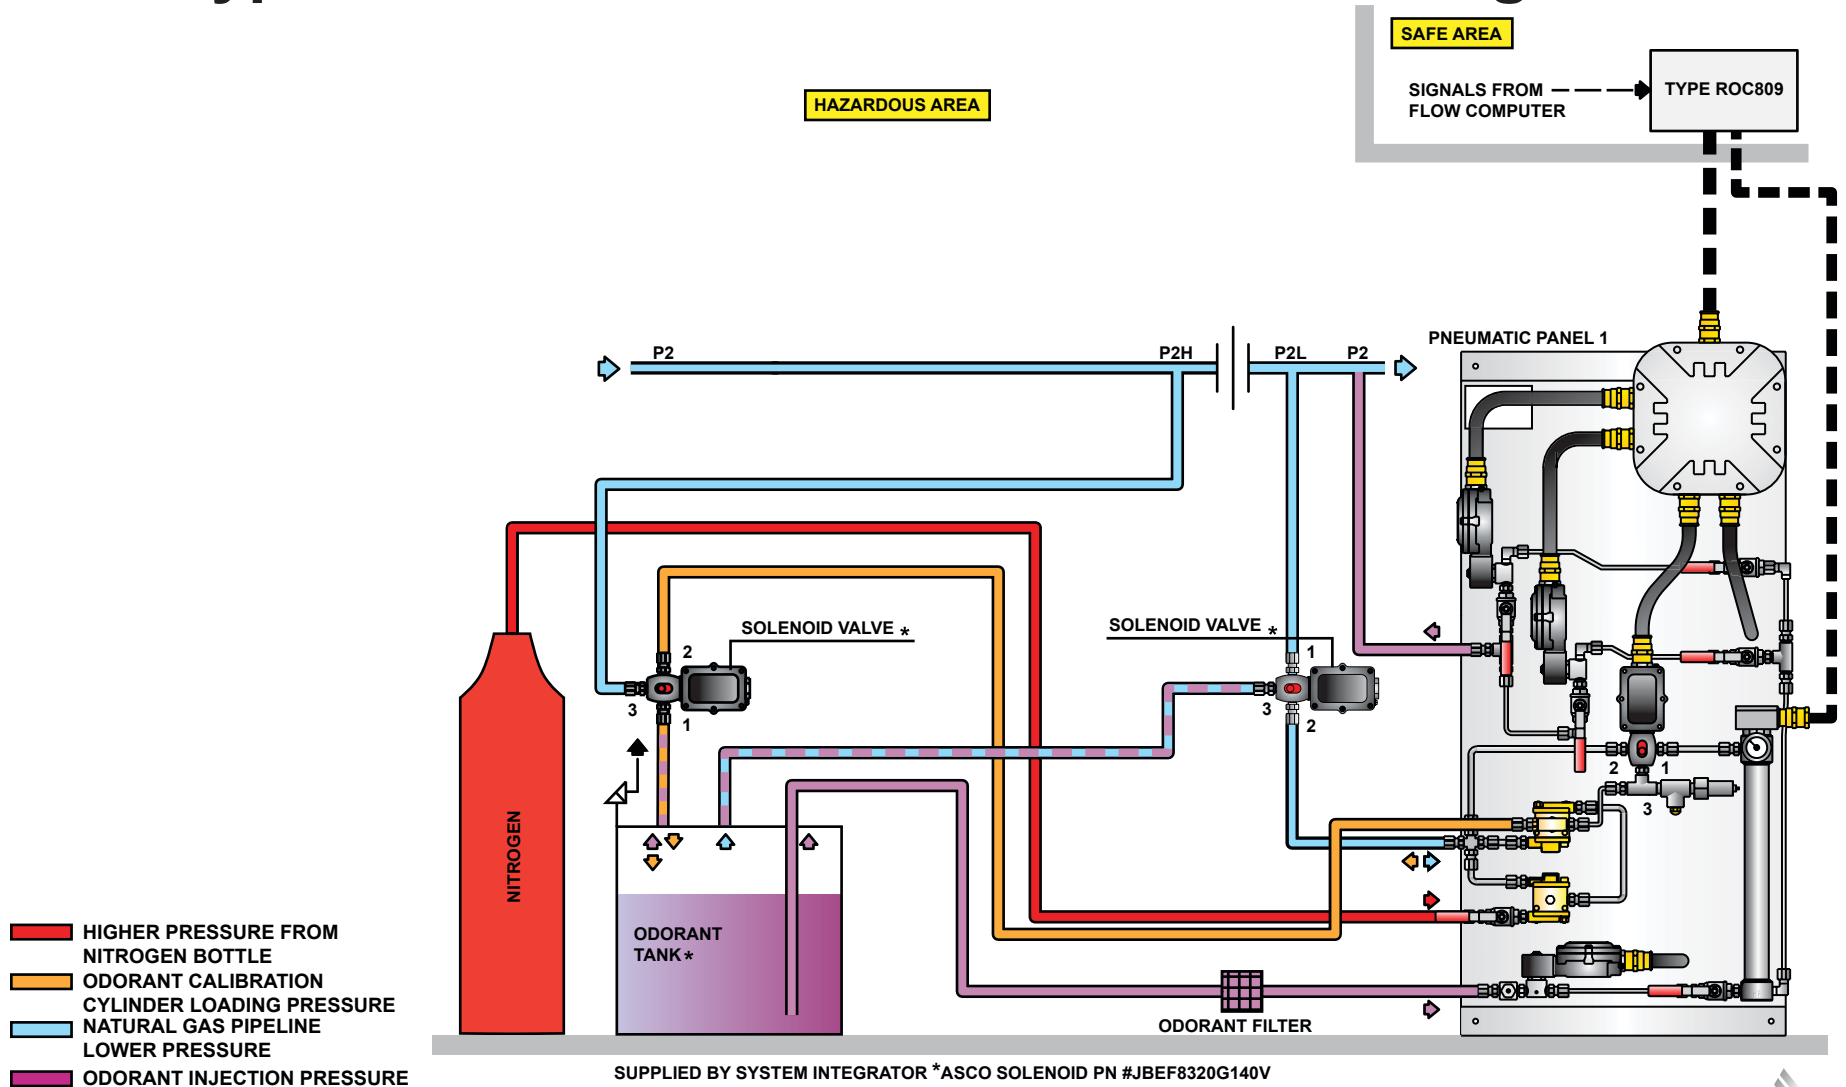 SAFE AREA
SIGNALS FROM
FLOW COMPUTER
TYPE ROC809
HAZARDOUS AREA
PNEUMATIC PANEL 1
P2
P2H
P2L
P2
SOLENOID VALVE *
SOLENOID VALVE *
2
3
1
1
3
2
2
1
3
NITROGEN
ODORANT
TANK *
ODORANT FILTER
HIGHER PRESSURE FROM
NITROGEN BOTTLE
ODORANT CALIBRATION
CYLINDER LOADING PRESSURE
NATURAL GAS PIPELINE
LOWER PRESSURE
ODORANT INJECTION PRESSURE
SUPPLIED BY SYSTEM INTEGRATOR *ASCO SOLENOID PN #JBEF8320G140V